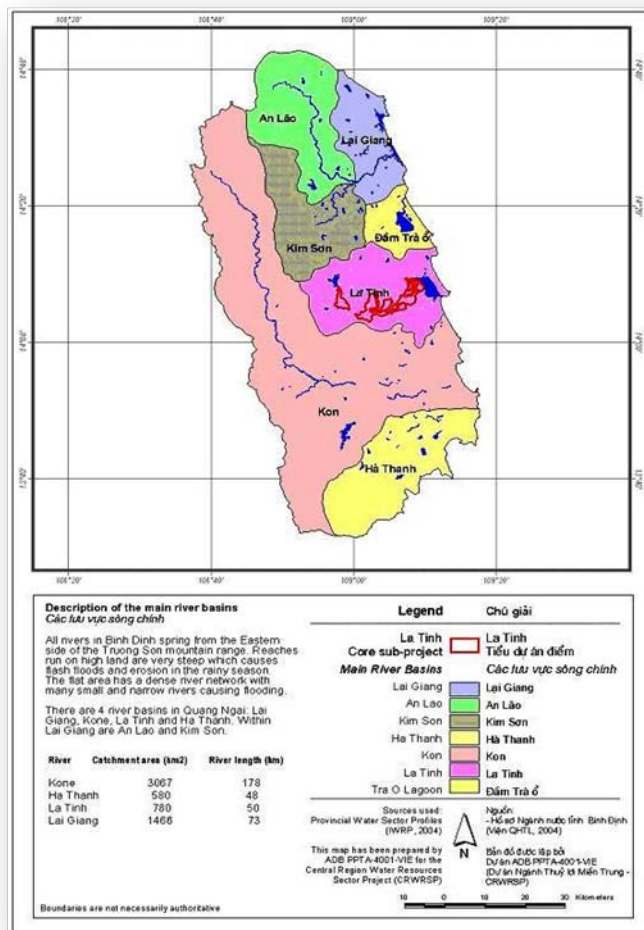 108°20'
108°40'
109°00'
109°20'
14°40'
14°20'
14°00'
An Lão
Lại Giang
Kim Sơn
Đầm Trà ổ
La Tinh
Kon
Hà Thanh
108°20'
108°40'
109°00'
109°20'
Description of the main river basins
Các lưu vực sông chính
All rivers in Binh Dinh spring from the Eastern
side of the Truong Son mountain range. Reaches
run on high land are very steep which causes
flash floods and erosion in the rainy season.
The flat area has a dense river network with
many small and narrow rivers causing flooding.
There are 4 river basins in Quang Ngai: Lai
Giang, Kone, La Tinh and Ha Thanh. Within
Lai Giang are An Lao and Kim Son.
River Catchment area (km2) River length (km)
Kone 3067 178
Ha Thanh 580 48
La Tinh 780 50
Lai Giang 1466 73
Boundaries are not necessarily authoritative
Legend Chú giải
La Tinh La Tinh
Core sub-project Tiểu dự án điểm
Main River Basins Các lưu vực sông chính
Lai Giang Lại Giang
An Lao An Lão
Kim Son Kim Sơn
Ha Thanh Hà Thanh
Kon Kon
La Tinh La Tinh
Tra O Lagoon Đầm Trà ổ
Sources used:
Provincial Water Sector Profiles
(IWRP, 2004)
Nguồn:
- Hồ sơ Ngành nước tỉnh Bình Định
(Viện QHTL, 2004)
This map has been prepared by
ADB PPTA-4001-VIE for the
Central Region Water Resources
Sector Project (CRWRSP)
N
Bản đồ được lập bởi
Dự án ADB PPTA-4001-VIE
(Dự án Ngành Thuỷ lợi Miền Trung -
CRWRSP)
10 0 10 20 30 Kilometers